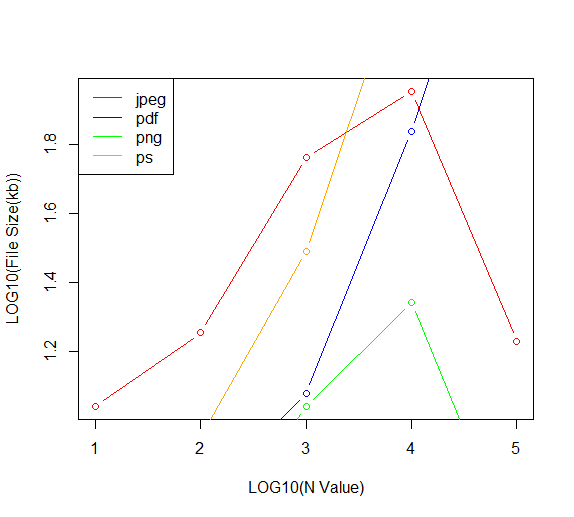 jpeg
pdf
png
ps
LOG10(File Size(kb))
1.8
1.6
1.4
1.2
1 2 3 4 5
LOG10(N Value)